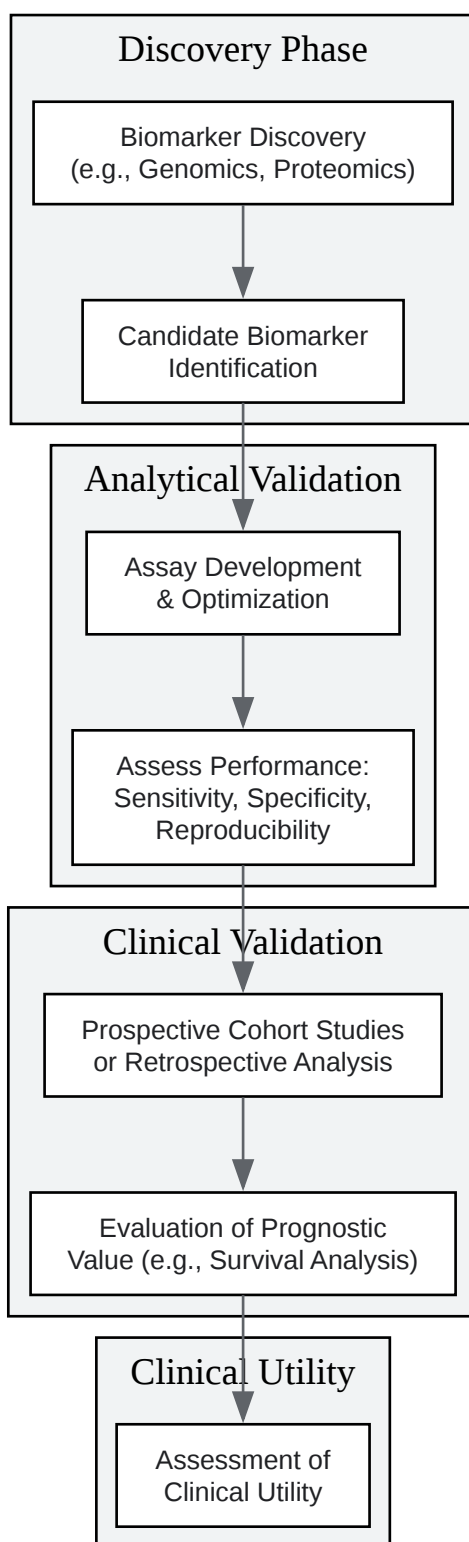 Discovery Phase
Biomarker Discovery
(e.g., Genomics, Proteomics)
Candidate Biomarker
Identification
Analytical Validation
Assay Development
& Optimization
Assess Performance:
Sensitivity, Specificity,
Reproducibility
Clinical Validation
Prospective Cohort Studies
or Retrospective Analysis
Evaluation of Prognostic
Value (e.g., Survival Analysis)
Clinical Utility
Assessment of
Clinical Utility